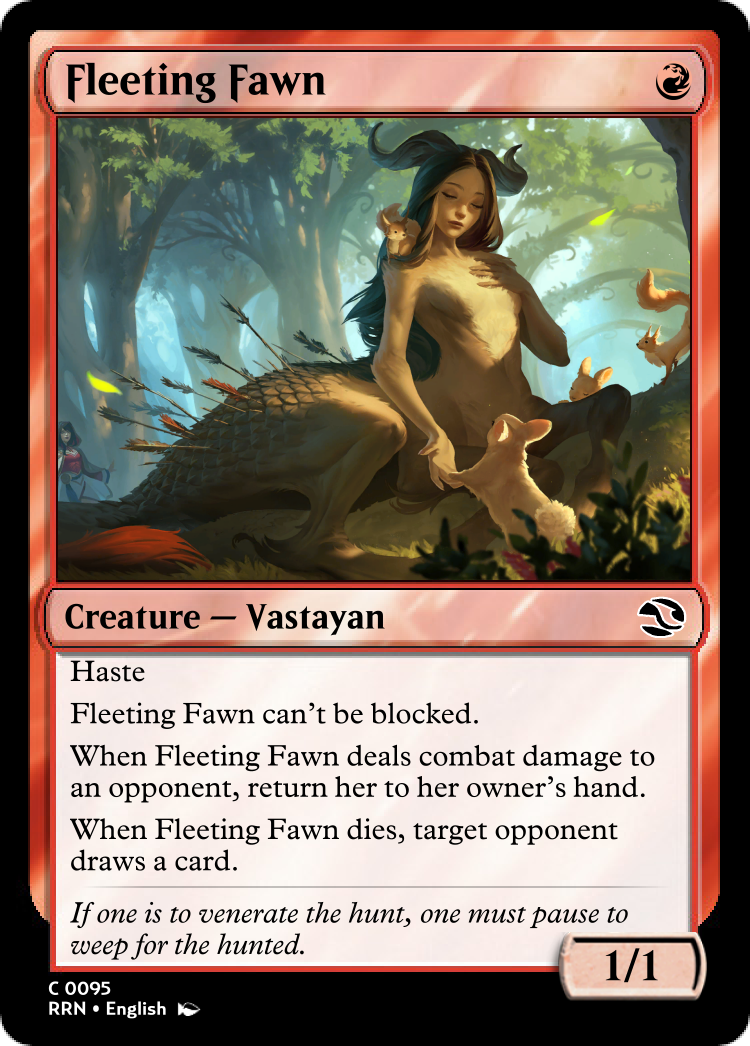 Fleeting Fawn
Creature — Vastayan
Haste
Fleeting Fawn can't be blocked.
When Fleeting Fawn deals combat damage to
an opponent, return her to her owner's hand.
When Fleeting Fawn dies, target opponent
draws a card.
If one is to venerate the hunt, one must pause to
weep for the hunted.
1/1
C 0095
RRN • English